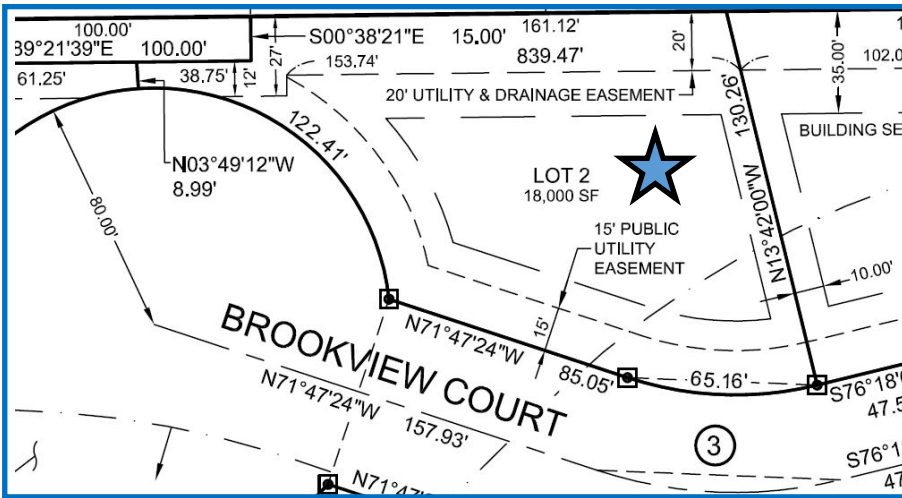 100.00'
S00°38'21"E 15.00'
161.12'
839.47'
20'
39°21'39"E 100.00'
27'
12'
61.25'
38.75'
153.74'
20' UTILITY & DRAINAGE EASEMENT
130.26'
35.00'
102.0
BUILDING SE
122.41'
N03°49'12"W
8.99'
80.00'
LOT 2
18,000 SF
15' PUBLIC
UTILITY
EASEMENT
N13°42'00"W
10.00'
N71°47'24"W
15'
85.05'
65.16'
BROOKVIEW COURT
N71°47'24"W
157.93'
S76°18'
47.5
3
S76°1
47
N71°47